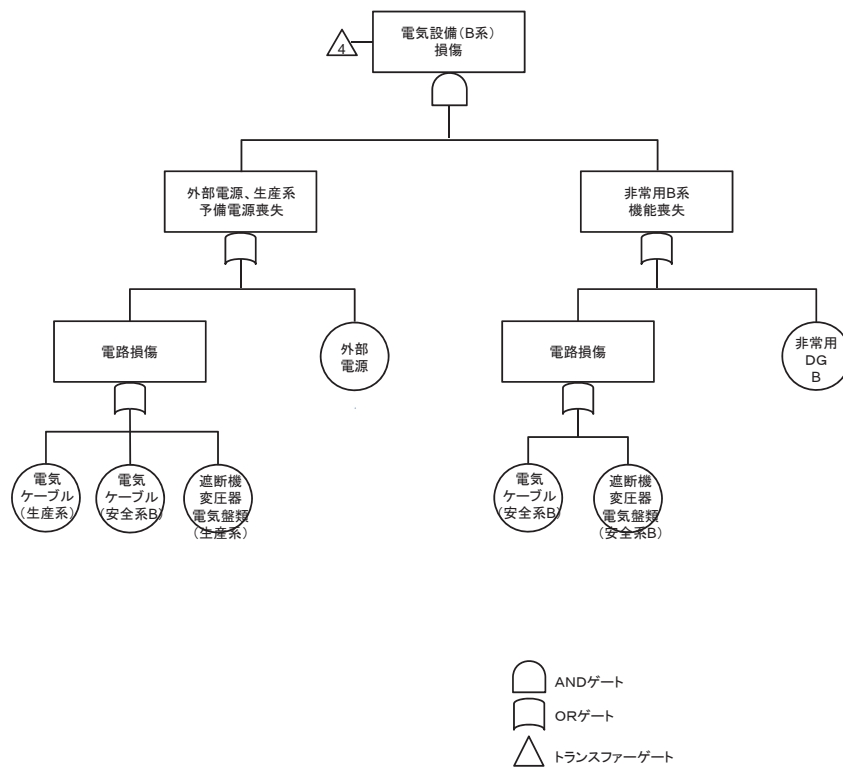 電気設備（B系）
損傷
4
外部電源、生産系
予備電源喪失
非常用B系
機能喪失
電路損傷
外部
電源
電路損傷
非常用
DG
B
電気
ケーブル
（生産系）
電気
ケーブル
（安全系B）
遮断機
変圧器
電気盤類
（生産系）
電気
ケーブル
（安全系B）
遮断機
変圧器
電気盤類
（安全系B）
ANDゲート
ORゲート
トランスファーゲート